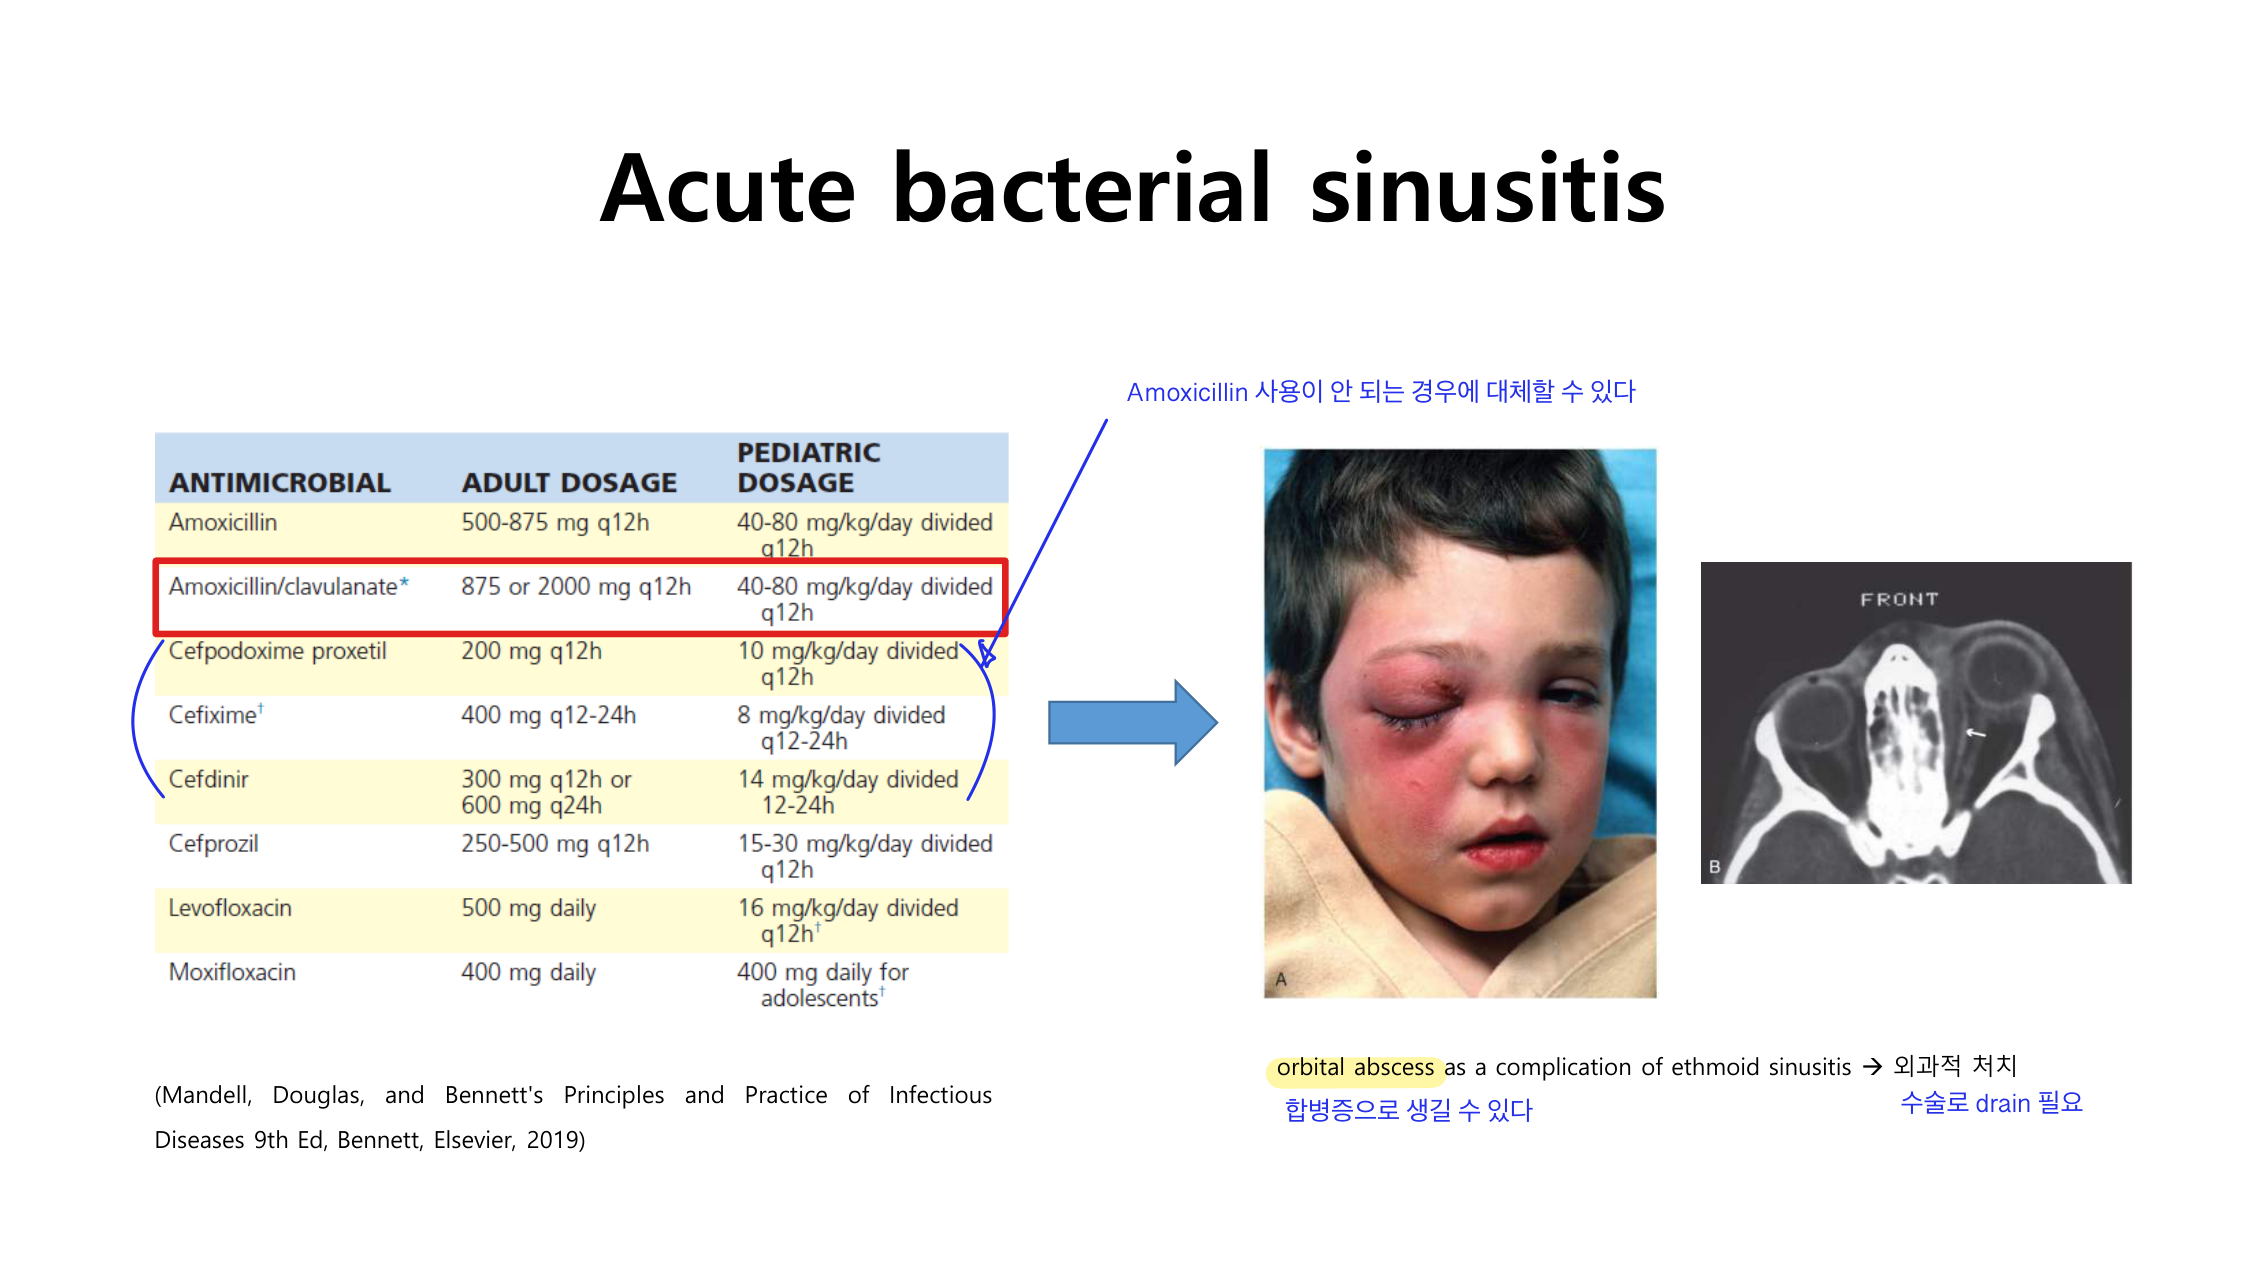 Acute bacterial sinusitis
Amoxicillin 사용이 안 되는 경우에 대체할 수 있다
ANTIMICROBIAL ADULT DOSAGE PEDIATRIC DOSAGE
Amoxicillin 500-875 mg q12h 40-80 mg/kg/day divided
q12h
Amoxicillin/clavulanate* 875 or 2000 mg q12h 40-80 mg/kg/day divided
q12h
Cefpodoxime proxetil 200 mg q12h 10 mg/kg/day divided
q12h
Cefixime† 400 mg q12-24h 8 mg/kg/day divided
q12-24h
Cefdinir 300 mg q12h or 14 mg/kg/day divided
600 mg q24h 12-24h
Cefprozil 250-500 mg q12h 15-30 mg/kg/day divided
q12h
Levofloxacin 500 mg daily 16 mg/kg/day divided
q12h†
Moxifloxacin 400 mg daily 400 mg daily for
adolescents†
(Mandell, Douglas, and Bennett's Principles and Practice of Infectious
Diseases 9th Ed, Bennett, Elsevier, 2019)
A
FRONT
B
orbital abscess as a complication of ethmoid sinusitis → 외과적 처치
합병증으로 생길 수 있다
수술로 drain 필요